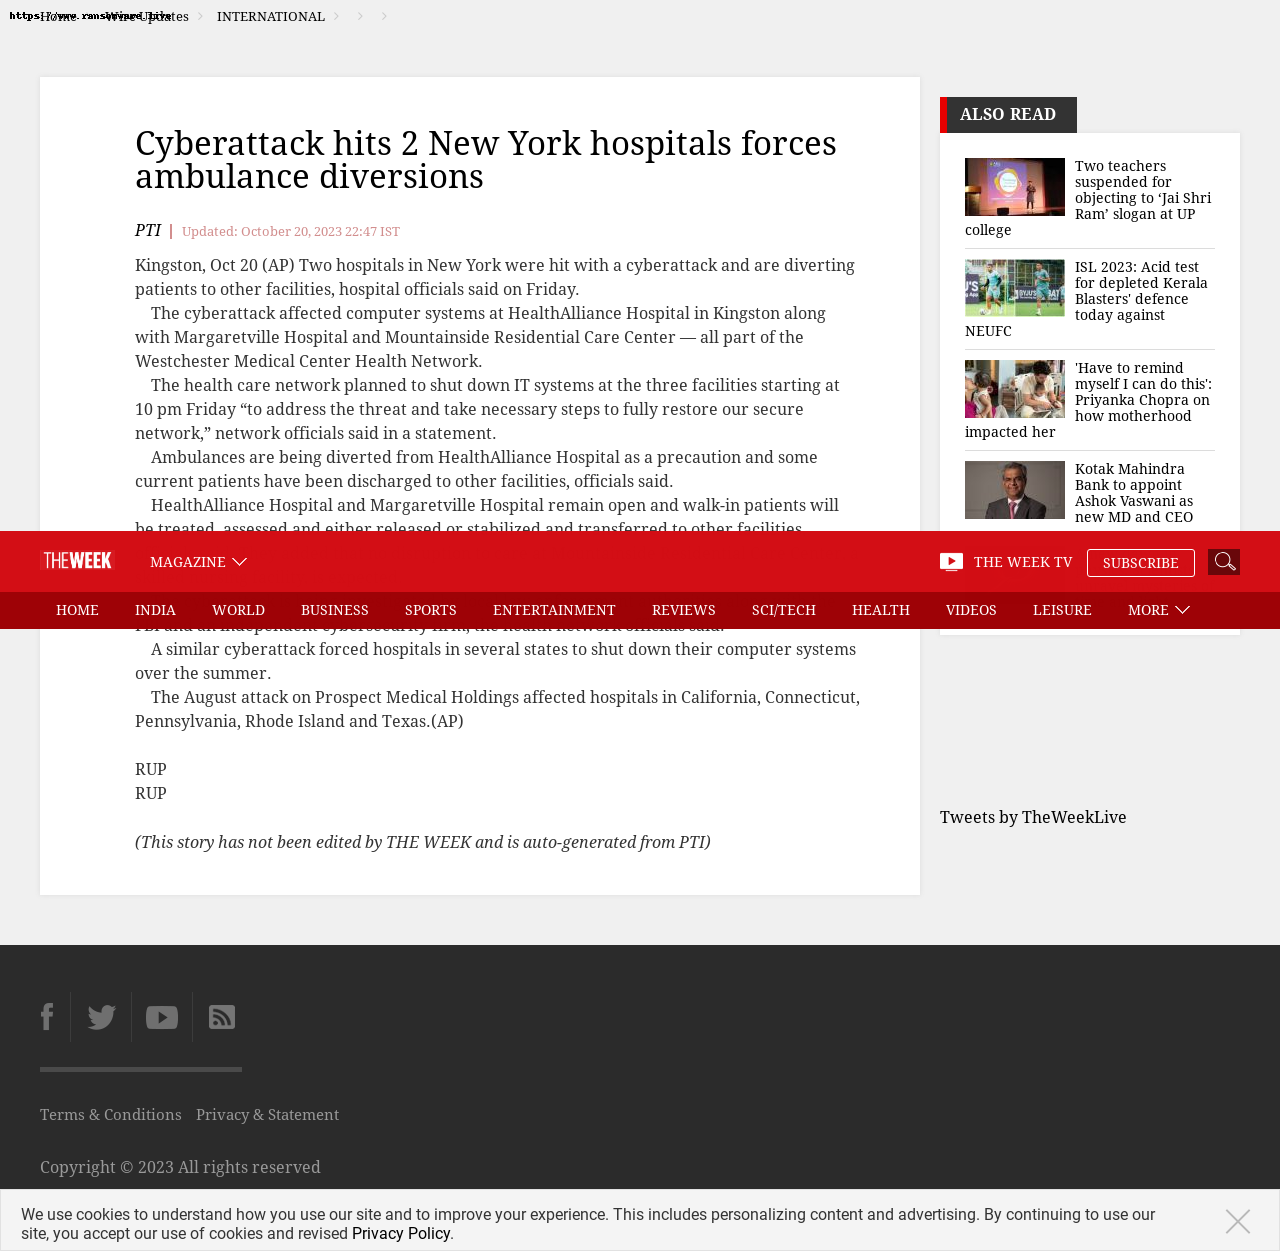 https://www.ransomware.live
Home Wire Updates INTERNATIONAL
Cyberattack hits 2 New York hospitals forces
ambulance diversions
PTI Updated: October 20, 2023 22:47 IST
Kingston, Oct 20 (AP) Two hospitals in New York were hit with a cyberattack and are diverting
patients to other facilities, hospital officials said on Friday.
The cyberattack affected computer systems at HealthAlliance Hospital in Kingston along
with Margaretville Hospital and Mountainside Residential Care Center — all part of the
Westchester Medical Center Health Network.
The health care network planned to shut down IT systems at the three facilities starting at
10 pm Friday “to address the threat and take necessary steps to fully restore our secure
network,” network officials said in a statement.
Ambulances are being diverted from HealthAlliance Hospital as a precaution and some
current patients have been discharged to other facilities, officials said.
HealthAlliance Hospital and Margaretville Hospital remain open and walk-in patients will
be treated, assessed and either released or stabilized and transferred to other facilities
ALSO READ
Two teachers
suspended for
objecting to ‘Jai Shri
Ram’ slogan at UP
college
ISL 2023: Acid test
for depleted Kerala
Blasters' defence
today against
NEUFC
'Have to remind
myself I can do this':
Priyanka Chopra on
how motherhood
impacted her
Kotak Mahindra
Bank to appoint
Ashok Vaswani as
new MD and CEO
THE WEEK MAGAZINE THE WEEK TV SUBSCRIBE
HOME INDIA WORLD BUSINESS SPORTS ENTERTAINMENT REVIEWS SCI/TECH HEALTH VIDEOS LEISURE MORE
FBI and an independent cybersecurity firm, the health network officials said.
A similar cyberattack forced hospitals in several states to shut down their computer systems
over the summer.
The August attack on Prospect Medical Holdings affected hospitals in California, Connecticut,
Pennsylvania, Rhode Island and Texas.(AP)
RUP
RUP
(This story has not been edited by THE WEEK and is auto-generated from PTI)
Tweets by TheWeekLive
Terms & Conditions Privacy & Statement
Copyright © 2023 All rights reserved
We use cookies to understand how you use our site and to improve your experience. This includes personalizing content and advertising. By continuing to use our
site, you accept our use of cookies and revised Privacy Policy.